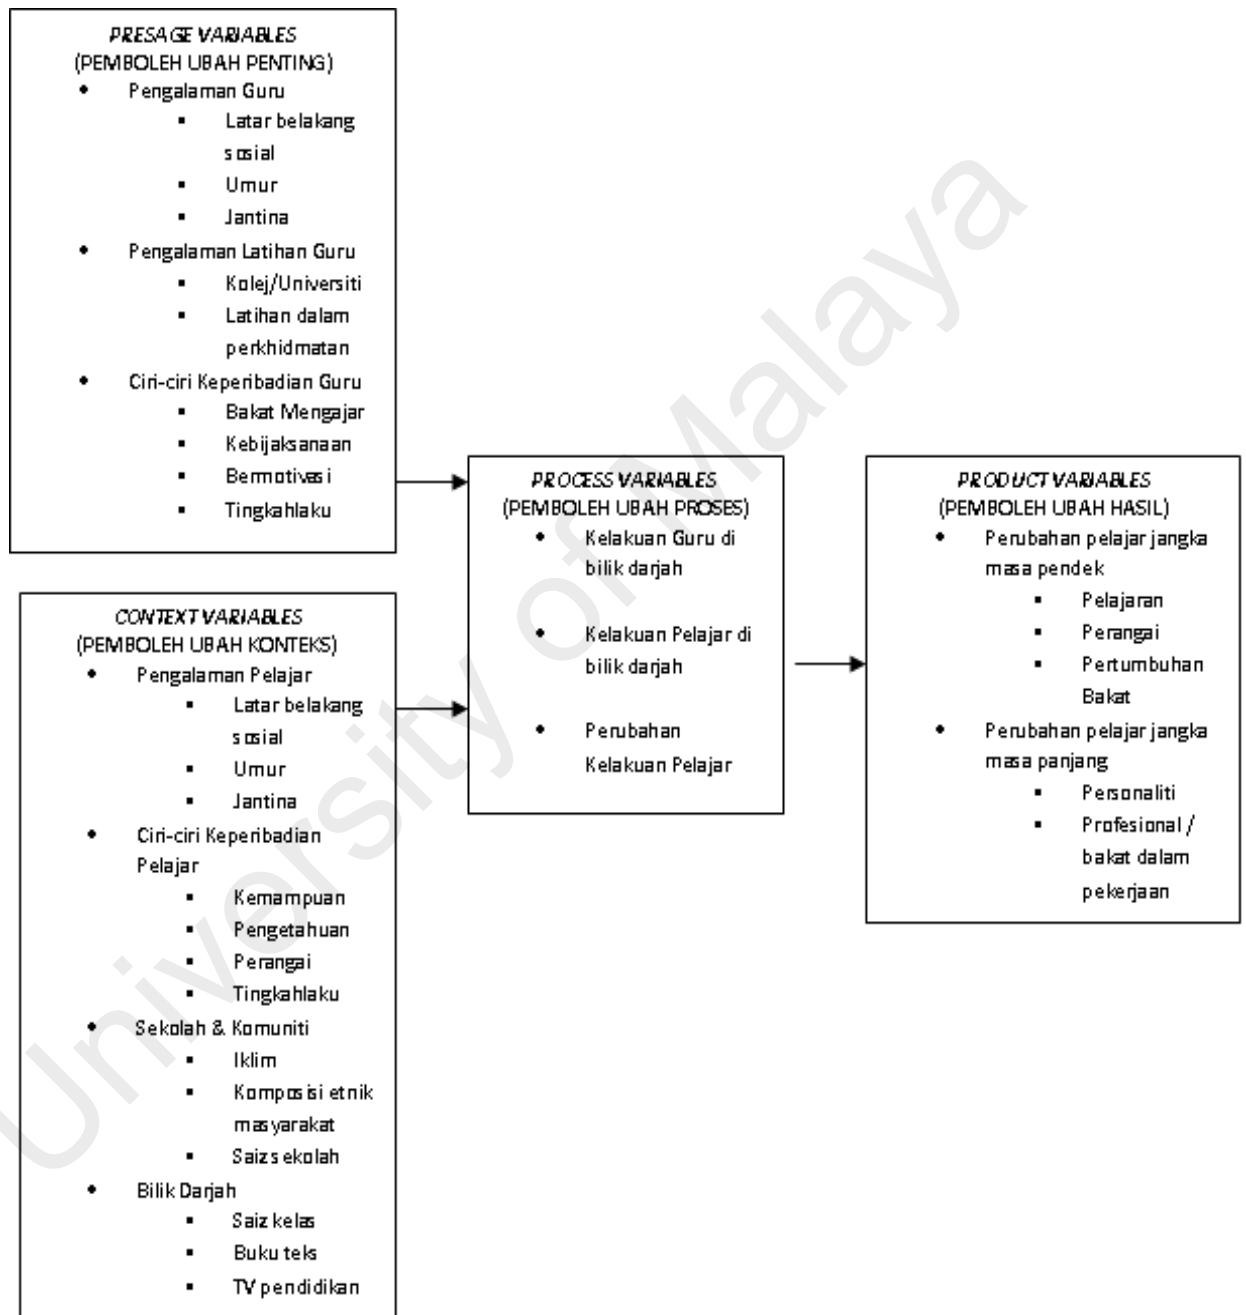 PRESAGE VARIABLES
(PEMBOLEH UBAH PENTING)
• Pengalaman Guru
▪ Latar belakang
sosial
▪ Umur
▪ Jantina
• Pengalaman Latihan Guru
▪ Kolej/Universiti
▪ Latihan dalam
perkhidmatan
• Ciri-ciri Keperibadian Guru
▪ Bakat Mengajar
▪ Kebijaksanaan
▪ Bermotivasi
▪ Tingkahlaku
CONTEXT VARIABLES
(PEMBOLEH UBAH KONTEKS)
• Pengalaman Pelajar
▪ Latar belakang
sosial
▪ Umur
▪ Jantina
• Ciri-ciri Keperibadian
Pelajar
▪ Kemampuan
▪ Pengetahuan
▪ Perangai
▪ Tingkahlaku
• Sekolah & Komuniti
▪ Iklim
▪ Komposisi etnik
masyarakat
▪ Saiz sekolah
• Bilik Darjah
▪ Saiz kelas
▪ Buku teks
▪ TV pendidikan
PROCESS VARIABLES
(PEMBOLEH UBAH PROSES)
• Kelakuan Guru di
bilik darjah
• Kelakuan Pelajar di
bilik darjah
• Perubahan
Kelakuan Pelajar
PRODUCT VARIABLES
(PEMBOLEH UBAH HASIL)
• Perubahan pelajar jangka
masa pendek
▪ Pelajaran
▪ Perangai
▪ Pertumbuhan
Bakat
• Perubahan pelajar jangka
masa panjang
▪ Personaliti
▪ Profesional /
bakat dalam
pekerjaan
University of Malaya